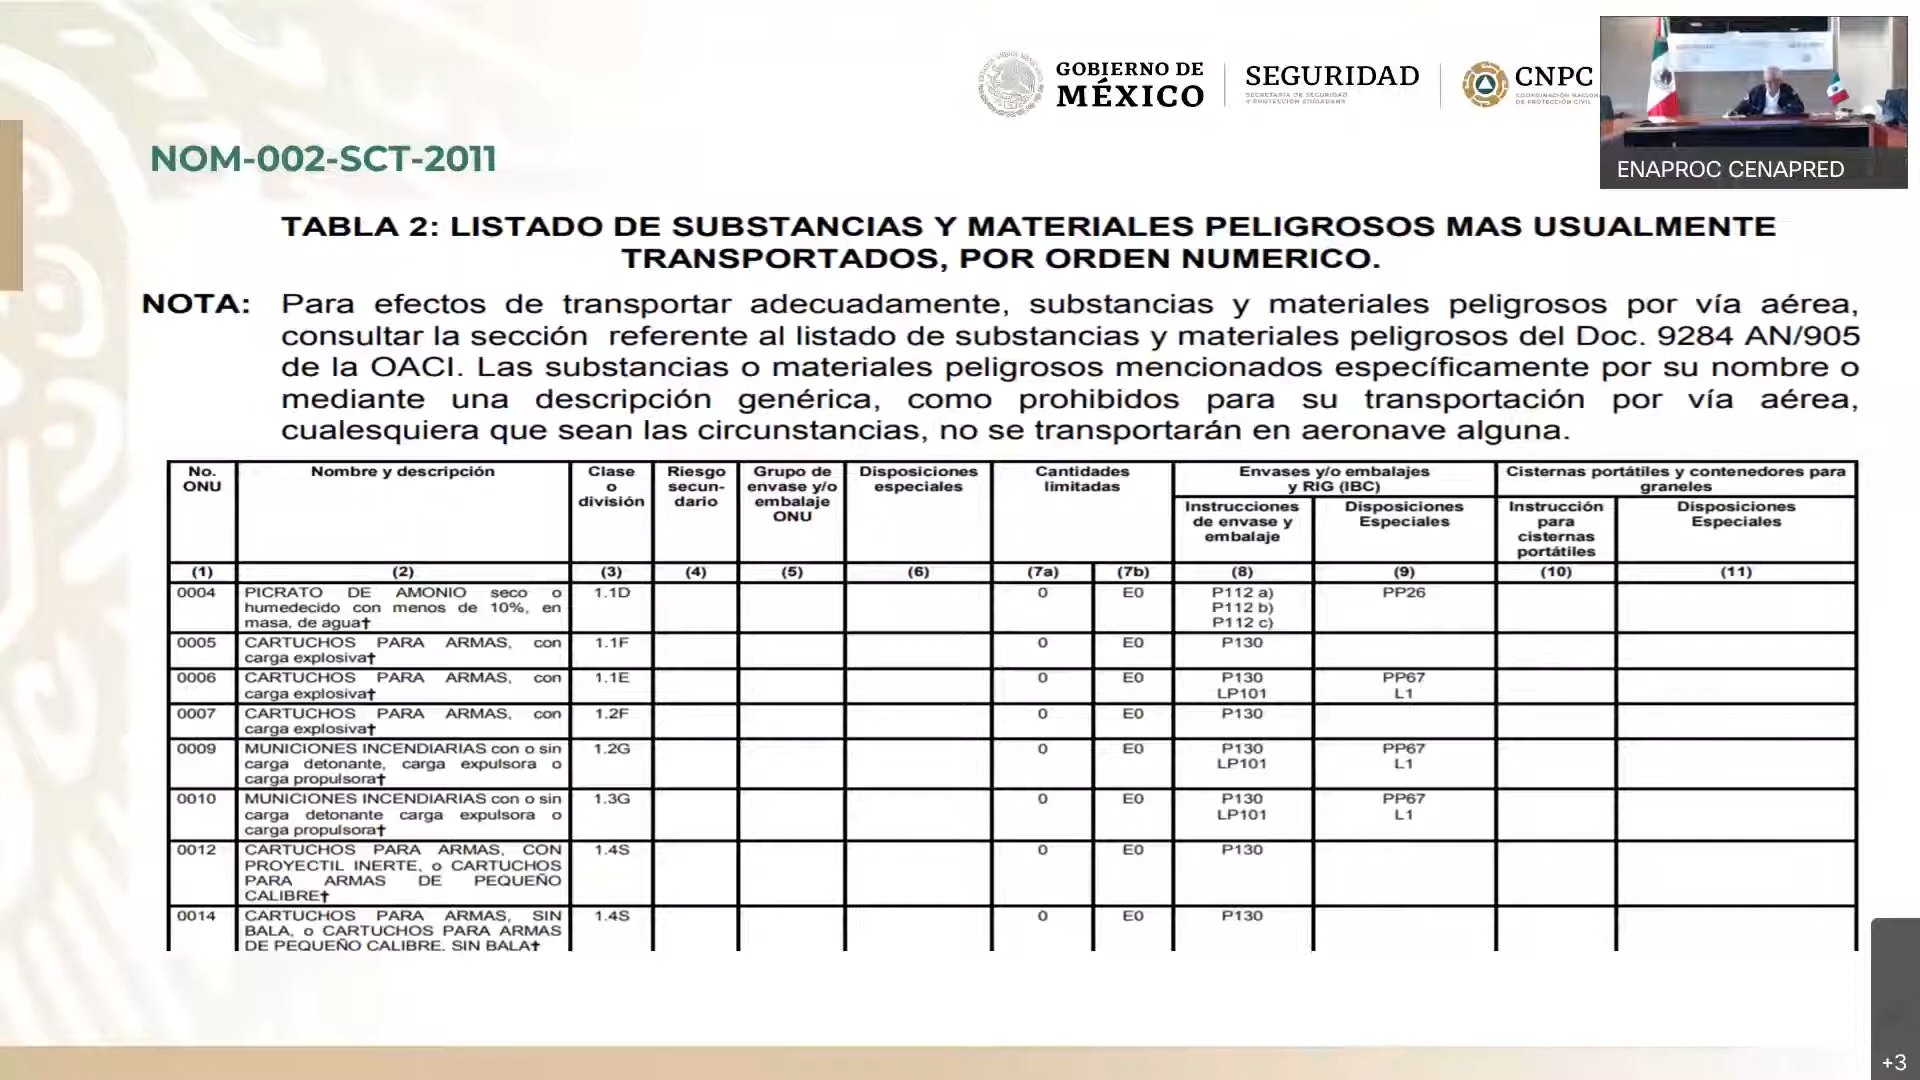 GOBIERNO DE
MÉXICO
SEGURIDAD
SECRETARÍA DE SEGURIDAD
Y PROTECCIÓN CIUDADANA
CNPC
COORDINACIÓN NACION
DE PROTECCIÓN CIVIL
ENAPROC CENAPRED
NOM-002-SCT-2011
TABLA 2: LISTADO DE SUBSTANCIAS Y MATERIALES PELIGROSOS MAS USUALMENTE
TRANSPORTADOS, POR ORDEN NUMERICO.
NOTA: Para efectos de transportar adecuadamente, substancias y materiales peligrosos por vía aérea,
consultar la sección referente al listado de substancias y materiales peligrosos del Doc. 9284 AN/905
de la OACI. Las substancias o materiales peligrosos mencionados específicamente por su nombre o
mediante una descripción genérica, como prohibidos para su transportación por vía aérea,
cualesquiera que sean las circunstancias, no se transportarán en aeronave alguna.
No. ONU
Nombre y descripción
Clase o división
Riesgo secun-dario
Grupo de envase y/o embalaje ONU
Disposiciones especiales
Cantidades limitadas
Envases y/o embalajes y RIG (IBC)
Cisternas portátiles y contenedores para graneles
Instrucciones de envase y embalaje
Disposiciones Especiales
Instrucción para cisternas portátiles
Disposiciones Especiales
(1) (2) (3) (4) (5) (6) (7a) (7b) (8) (9) (10) (11)
0004 PICRATO DE AMONIO seco o 1.1D 0 E0 P112 a) PP26
humedecido con menos de 10%, en P112 b)
masa, de agua† P112 c)
0005 CARTUCHOS PARA ARMAS, con 1.1F 0 E0 P130
carga explosiva†
0006 CARTUCHOS PARA ARMAS, con 1.1E 0 E0 P130 PP67
carga explosiva† LP101 L1
0007 CARTUCHOS PARA ARMAS, con 1.2F 0 E0 P130
carga explosiva†
0009 MUNICIONES INCENDIARIAS con o sin 1.2G 0 E0 P130 PP67
carga detonante, carga expulsora o LP101 L1
carga propulsora†
0010 MUNICIONES INCENDIARIAS con o sin 1.3G 0 E0 P130 PP67
carga detonante carga expulsora o LP101 L1
carga propulsora†
0012 CARTUCHOS PARA ARMAS, CON 1.4S 0 E0 P130
PROYECTIL INERTE, o CARTUCHOS
PARA ARMAS DE PEQUEÑO
CALIBRE†
0014 CARTUCHOS PARA ARMAS, SIN 1.4S 0 E0 P130
BALA, o CARTUCHOS PARA ARMAS
DE PEQUEÑO CALIBRE, SIN BALA†
+3